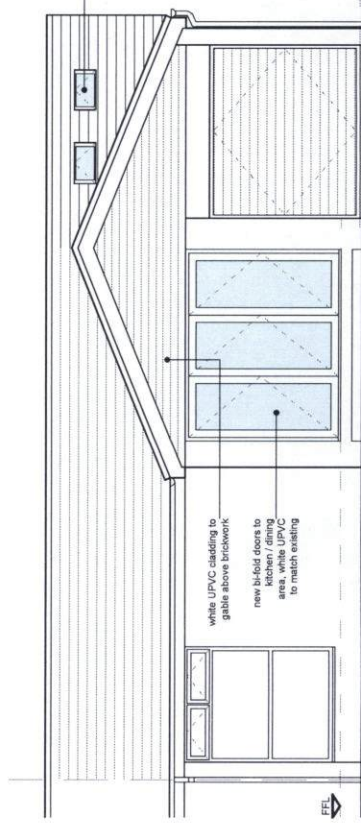 white UPVC cladding to
gable above brickwork
new bi-fold doors to
kitchen / dining
area, white UPVC
to match existing
FFL